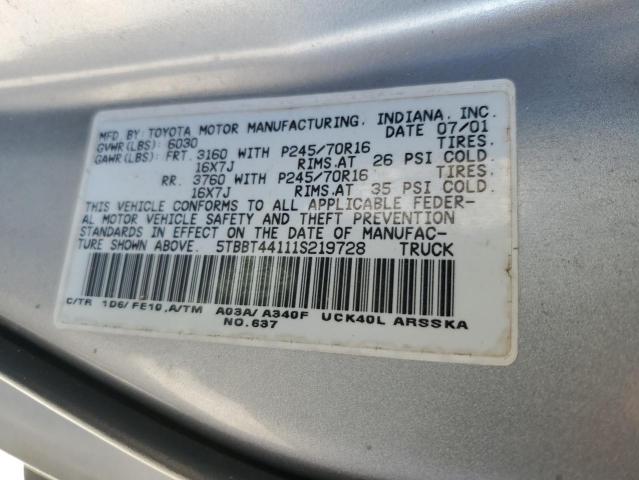 MFD. BY: TOYOTA MOTOR MANUFACTURING, INDIANA, INC.
GVWR(LBS): 6030 DATE 07/01
GAWR(LBS): FRT. 3160 WITH P245/70R16 TIRES,
16X7J RIMS,AT 26 PSI COLD.
RR. 3760 WITH P245/70R16 TIRES,
16X7J RIMS,AT 35 PSI COLD.
THIS VEHICLE CONFORMS TO ALL APPLICABLE FEDER-
AL MOTOR VEHICLE SAFETY AND THEFT PREVENTION
STANDARDS IN EFFECT ON THE DATE OF MANUFAC-
TURE SHOWN ABOVE. 5TBBT44111S219728 TRUCK
C/TR 1D6/FE10,A/TM A03A/A340F UCK40L ARSSKA
NO.637